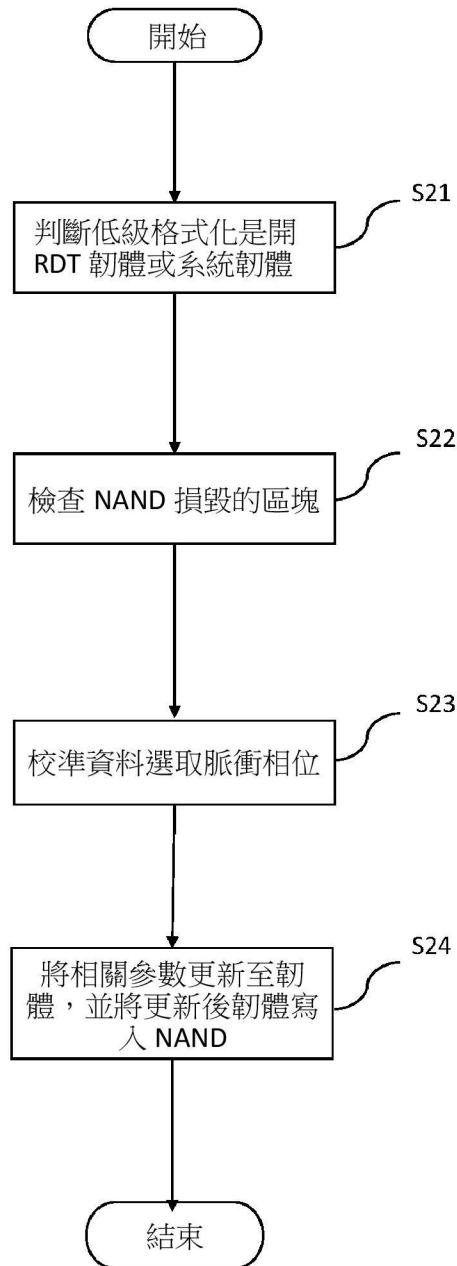 開始
S21
判斷低級格式化是開
RDT 韌體或系統韌體
S22
檢查 NAND 損毀的區塊
S23
校準資料選取脈衝相位
S24
將相關參數更新至韌
體，並將更新後韌體寫
入 NAND
結束